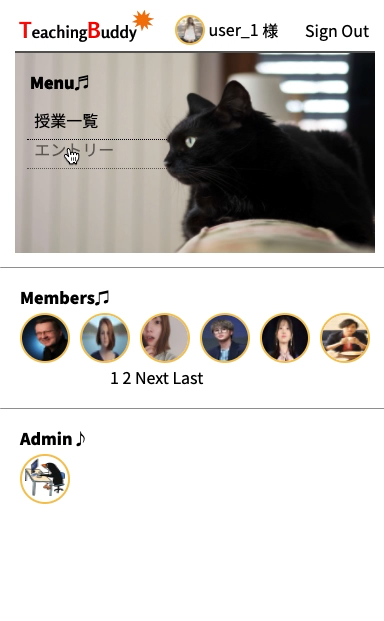 TeachingBuddy user_1 様 Sign Out
Menu♬
授業一覧
エントリー
Members♬
1 2 Next Last
Admin♪